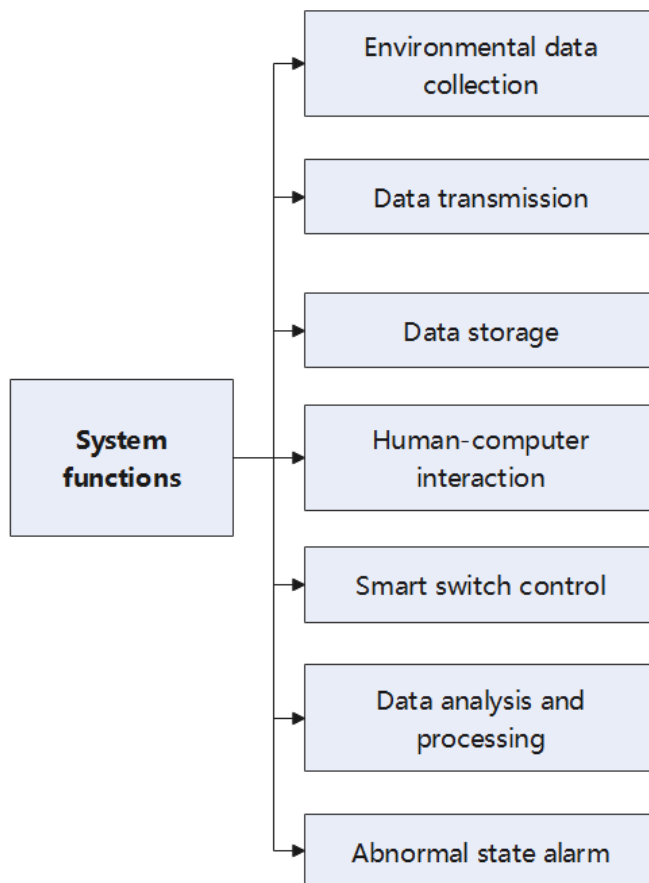 Environmental data
collection
Data transmission
Data storage
System
functions
Human-computer
interaction
Smart switch control
Data analysis and
processing
Abnormal state alarm